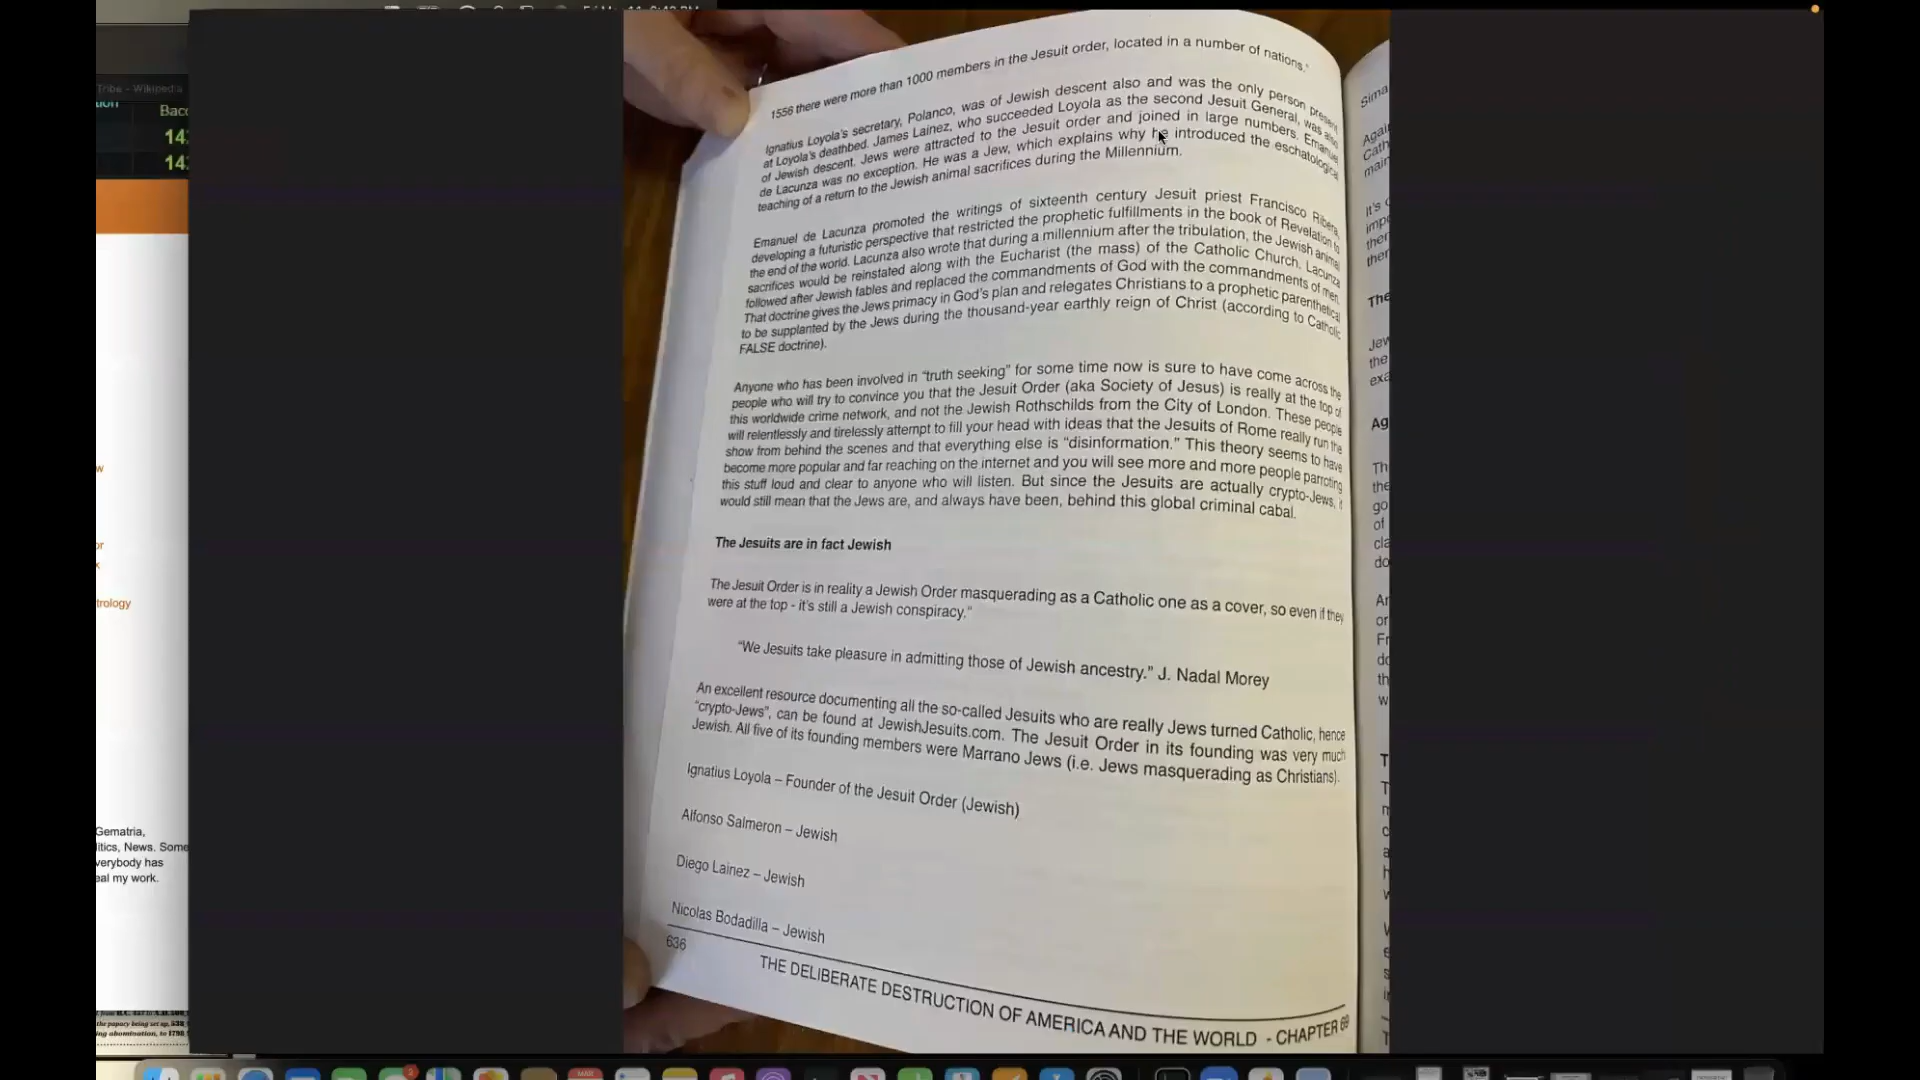 Tribe - Wikipedia
Bacc
14
14
w
or
x
trology
Gematria,
litics, News. Some
verybody has
eal my work.
1556 there were more than 1000 members in the Jesuit order, located in a number of nations."
Ignatius Loyola's secretary, Polanco, was of Jewish descent also and was the only person present
at Loyola's deathbed. James Lainez, who succeeded Loyola as the second Jesuit General, was also
of Jewish descent. Jews were attracted to the Jesuit order and joined in large numbers. Emanuel
de Lacunza was no exception. He was a Jew, which explains why he introduced the eschatological
teaching of a return to the Jewish animal sacrifices during the Millennium.
Emanuel de Lacunza promoted the writings of sixteenth century Jesuit priest Francisco Ribera,
developing a futuristic perspective that restricted the prophetic fulfillments in the book of Revelation to
the end of the world. Lacunza also wrote that during a millennium after the tribulation, the Jewish animal
sacrifices would be reinstated along with the Eucharist (the mass) of the Catholic Church. Lacunza
followed after Jewish fables and replaced the commandments of God with the commandments of men.
That doctrine gives the Jews primacy in God's plan and relegates Christians to a prophetic parenthetical
to be supplanted by the Jews during the thousand-year earthly reign of Christ (according to Catholic
FALSE doctrine).
Anyone who has been involved in "truth seeking" for some time now is sure to have come across the
people who will try to convince you that the Jesuit Order (aka Society of Jesus) is really at the top of
this worldwide crime network, and not the Jewish Rothschilds from the City of London. These people
will relentlessly and tirelessly attempt to fill your head with ideas that the Jesuits of Rome really run the
show from behind the scenes and that everything else is "disinformation." This theory seems to have
become more popular and far reaching on the internet and you will see more and more people parroting
this stuff loud and clear to anyone who will listen. But since the Jesuits are actually crypto-Jews, it
would still mean that the Jews are, and always have been, behind this global criminal cabal.
The Jesuits are in fact Jewish
The Jesuit Order is in reality a Jewish Order masquerading as a Catholic one as a cover, so even if they
were at the top - it's still a Jewish conspiracy."
"We Jesuits take pleasure in admitting those of Jewish ancestry." J. Nadal Morey
An excellent resource documenting all the so-called Jesuits who are really Jews turned Catholic, hence
"crypto-Jews", can be found at JewishJesuits.com. The Jesuit Order in its founding was very much
Jewish. All five of its founding members were Marrano Jews (i.e. Jews masquerading as Christians).
Ignatius Loyola – Founder of the Jesuit Order (Jewish)
Alfonso Salmeron – Jewish
Diego Lainez – Jewish
Nicolas Bodadilla – Jewish
636
THE DELIBERATE DESTRUCTION OF AMERICA AND THE WORLD - CHAPTER 69